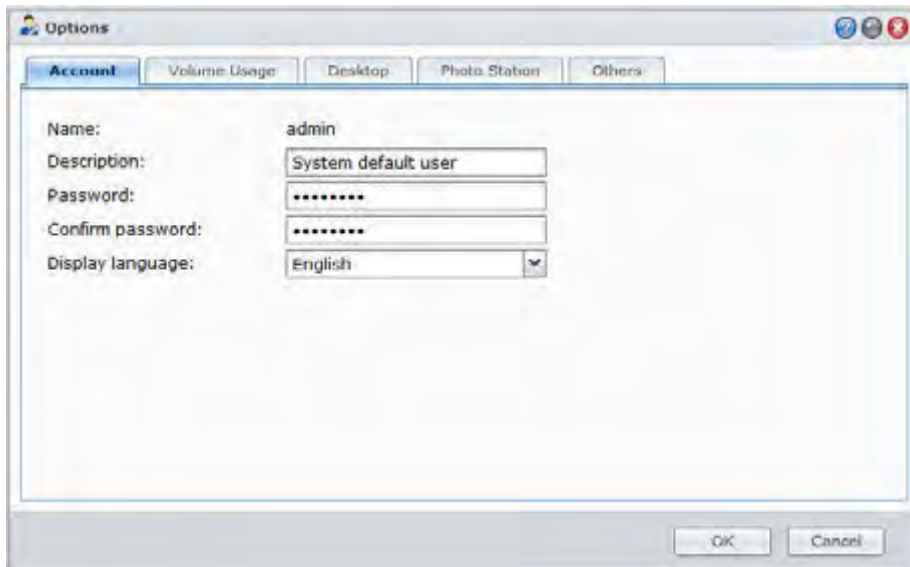 Options
Account Volume Usage Desktop Photo Station Others
Name: admin
Description: System default user
Password: ••••••••
Confirm password: ••••••••
Display language: English
OK Cancel